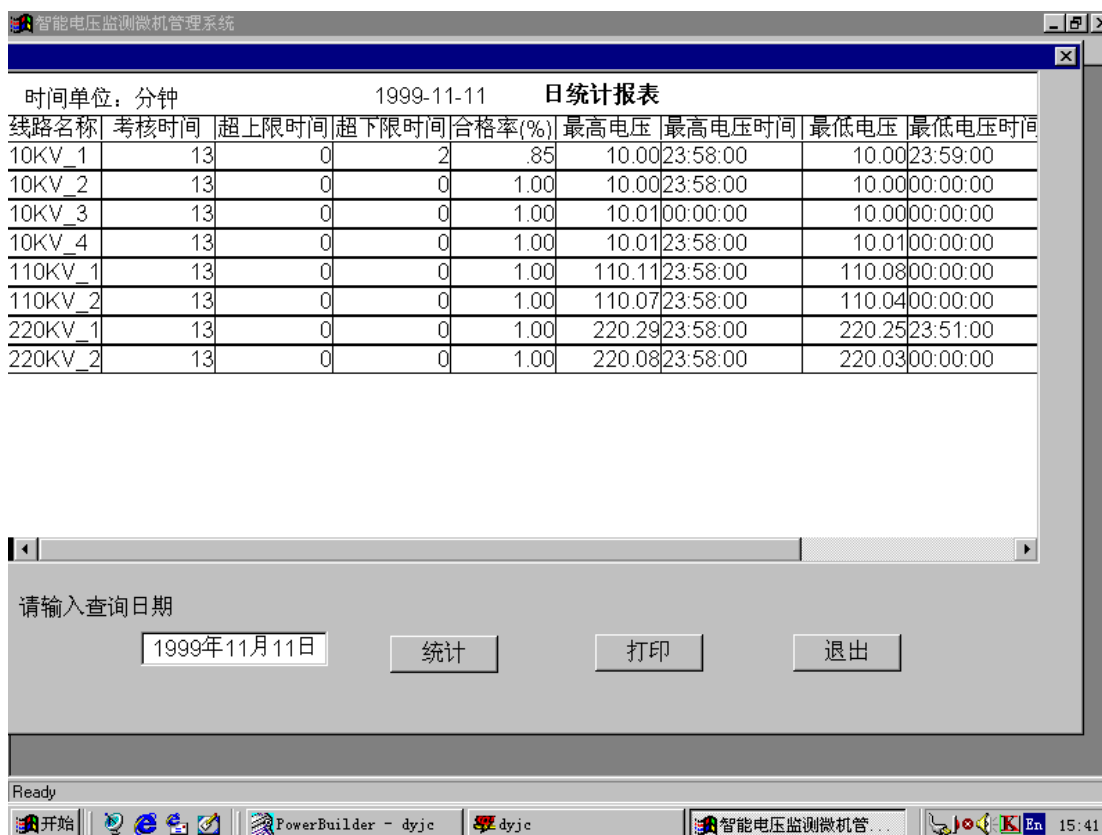 智能电压监测微机管理系统
时间单位：分钟 1999-11-11 日统计报表
线路名称 考核时间 超上限时间 超下限时间 合格率(%) 最高电压 最高电压时间 最低电压 最低电压时间
10KV_1 13 0 2 .85 10.00 23:58:00 10.00 23:59:00
10KV_2 13 0 0 1.00 10.00 23:58:00 10.00 00:00:00
10KV_3 13 0 0 1.00 10.01 00:00:00 10.00 00:00:00
10KV_4 13 0 0 1.00 10.01 23:58:00 10.01 00:00:00
110KV_1 13 0 0 1.00 110.11 23:58:00 110.08 00:00:00
110KV_2 13 0 0 1.00 110.07 23:58:00 110.04 00:00:00
220KV_1 13 0 0 1.00 220.29 23:58:00 220.25 23:51:00
220KV_2 13 0 0 1.00 220.08 23:58:00 220.03 00:00:00
请输入查询日期
1999年11月11日 统计 打印 退出
Ready
开始 PowerBuilder - dyjc dyjc 智能电压监测微机管... K En 15:41